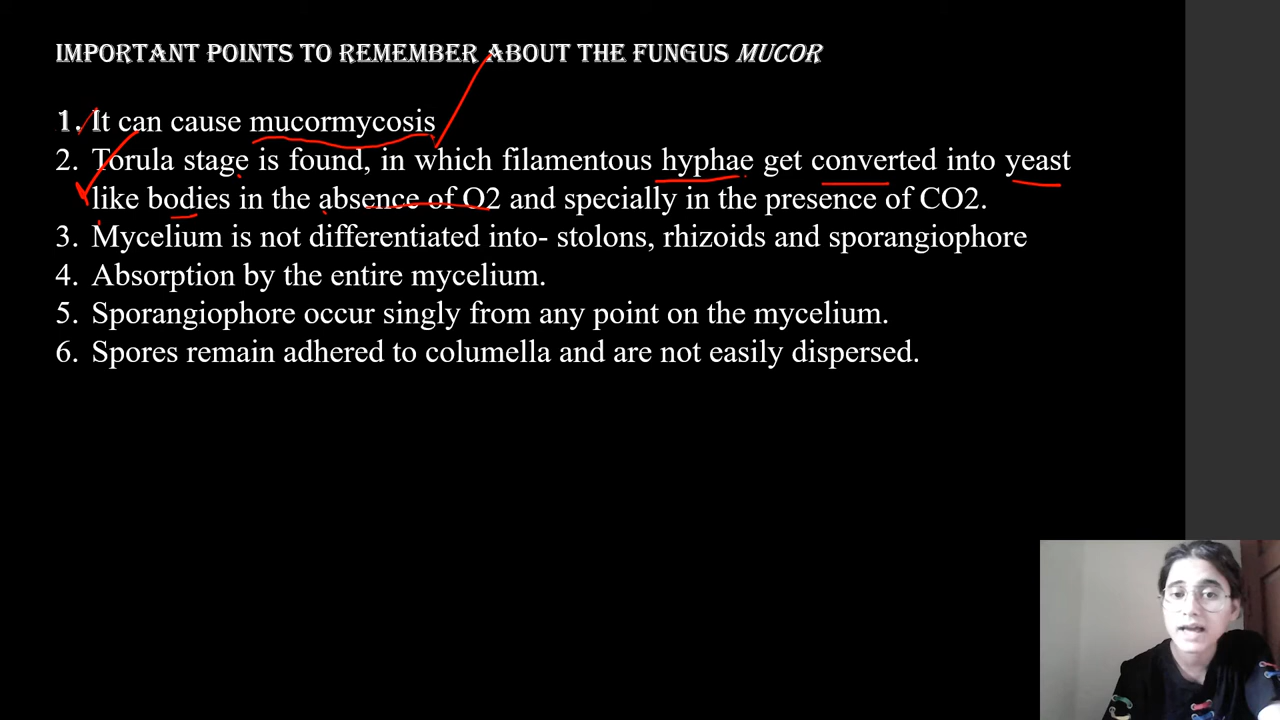 IMPORTANT POINTS TO REMEMBER ABOUT THE FUNGUS MUCOR
1. It can cause mucormycosis
2. Torula stage is found, in which filamentous hyphae get converted into yeast
like bodies in the absence of O2 and specially in the presence of CO2.
3. Mycelium is not differentiated into- stolons, rhizoids and sporangiophore
4. Absorption by the entire mycelium.
5. Sporangiophore occur singly from any point on the mycelium.
6. Spores remain adhered to columella and are not easily dispersed.